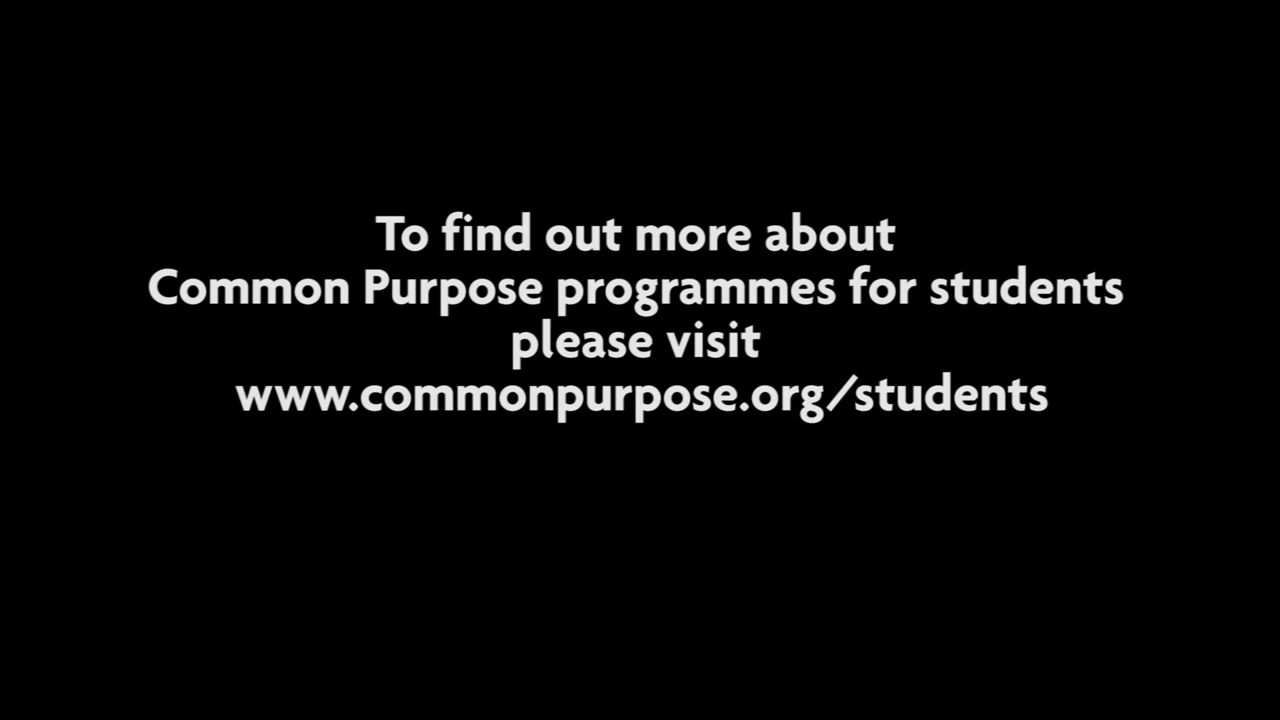 To find out more about
Common Purpose programmes for students
please visit
www.commonpurpose.org/students